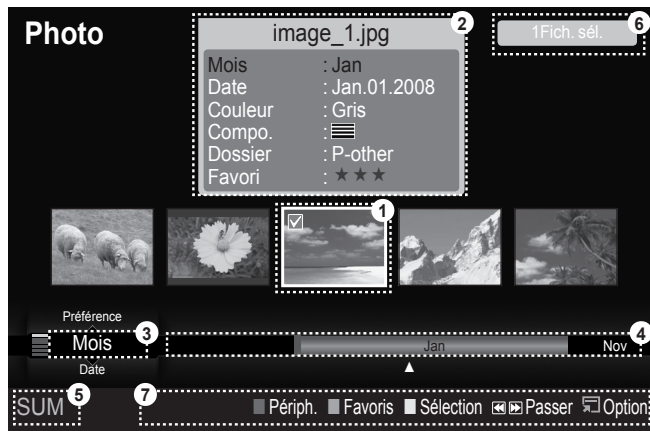 Photo
image_1.jpg
2
1Fich. sél.
6
Mois : Jan
Date : Jan.01.2008
Couleur : Gris
Compo. :
Dossier : P-other
Favori : ★★★
1
Préférence
Mois
3
Date
Jan
Nov
4
SUM
5
7
Périph. Favoris Sélection Passer Option